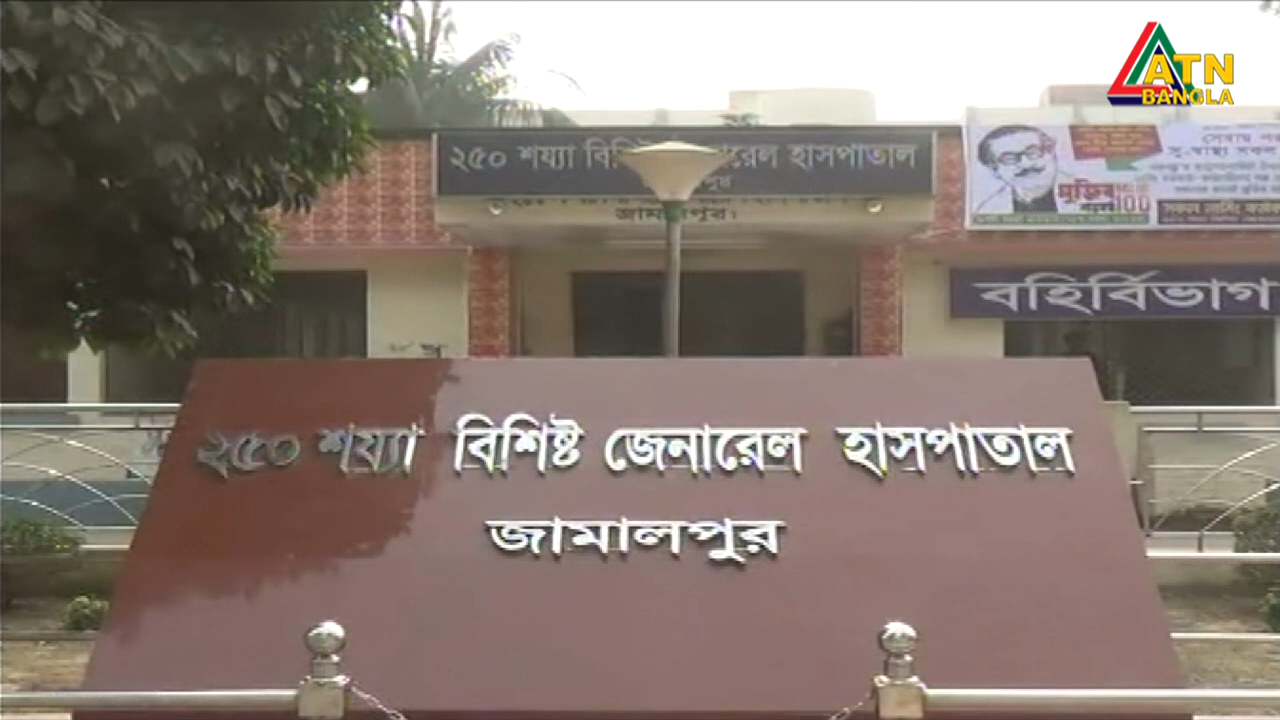 ATN
BANGLA
২৫০ শয্যা বিশিষ্ট জেনারেল হাসপাতাল
জামালপুর।
মুজিব
100
বহির্বিভাগ
২৫০ শয্যা বিশিষ্ট জেনারেল হাসপাতাল
জামালপুর